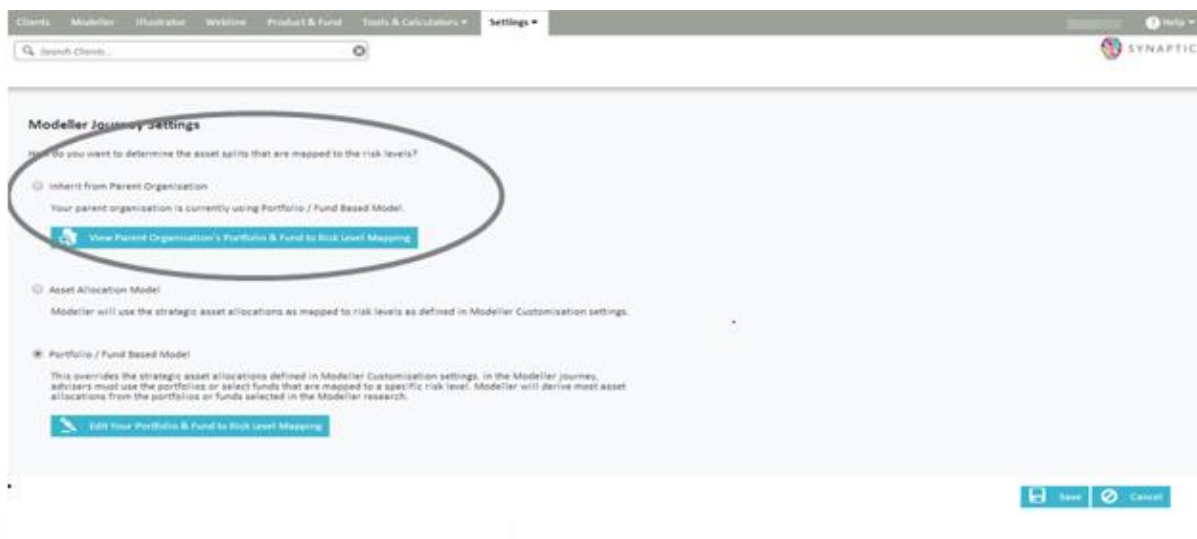 Clients Modeller Illustrator Webline Product & Fund Tools & Calculators Settings Help
Search Clients...
SYNAPTIC
Modeller Journey Settings
How do you want to determine the asset splits that are mapped to the risk levels?
Inherit from Parent Organisation
Your parent organisation is currently using Portfolio / Fund Based Model.
View Parent Organisation's Portfolio & Fund to Risk Level Mapping
Asset Allocation Model
Modeller will use the strategic asset allocations as mapped to risk levels as defined in Modeller Customisation settings.
Portfolio / Fund Based Model
This overrides the strategic asset allocations defined in Modeller Customisation settings. In the Modeller journey,
advisers must use the portfolios or select funds that are mapped to a specific risk level. Modeller will derive most asset
allocations from the portfolios or funds selected in the Modeller research.
Edit Your Portfolio & Fund to Risk Level Mapping
Save Cancel